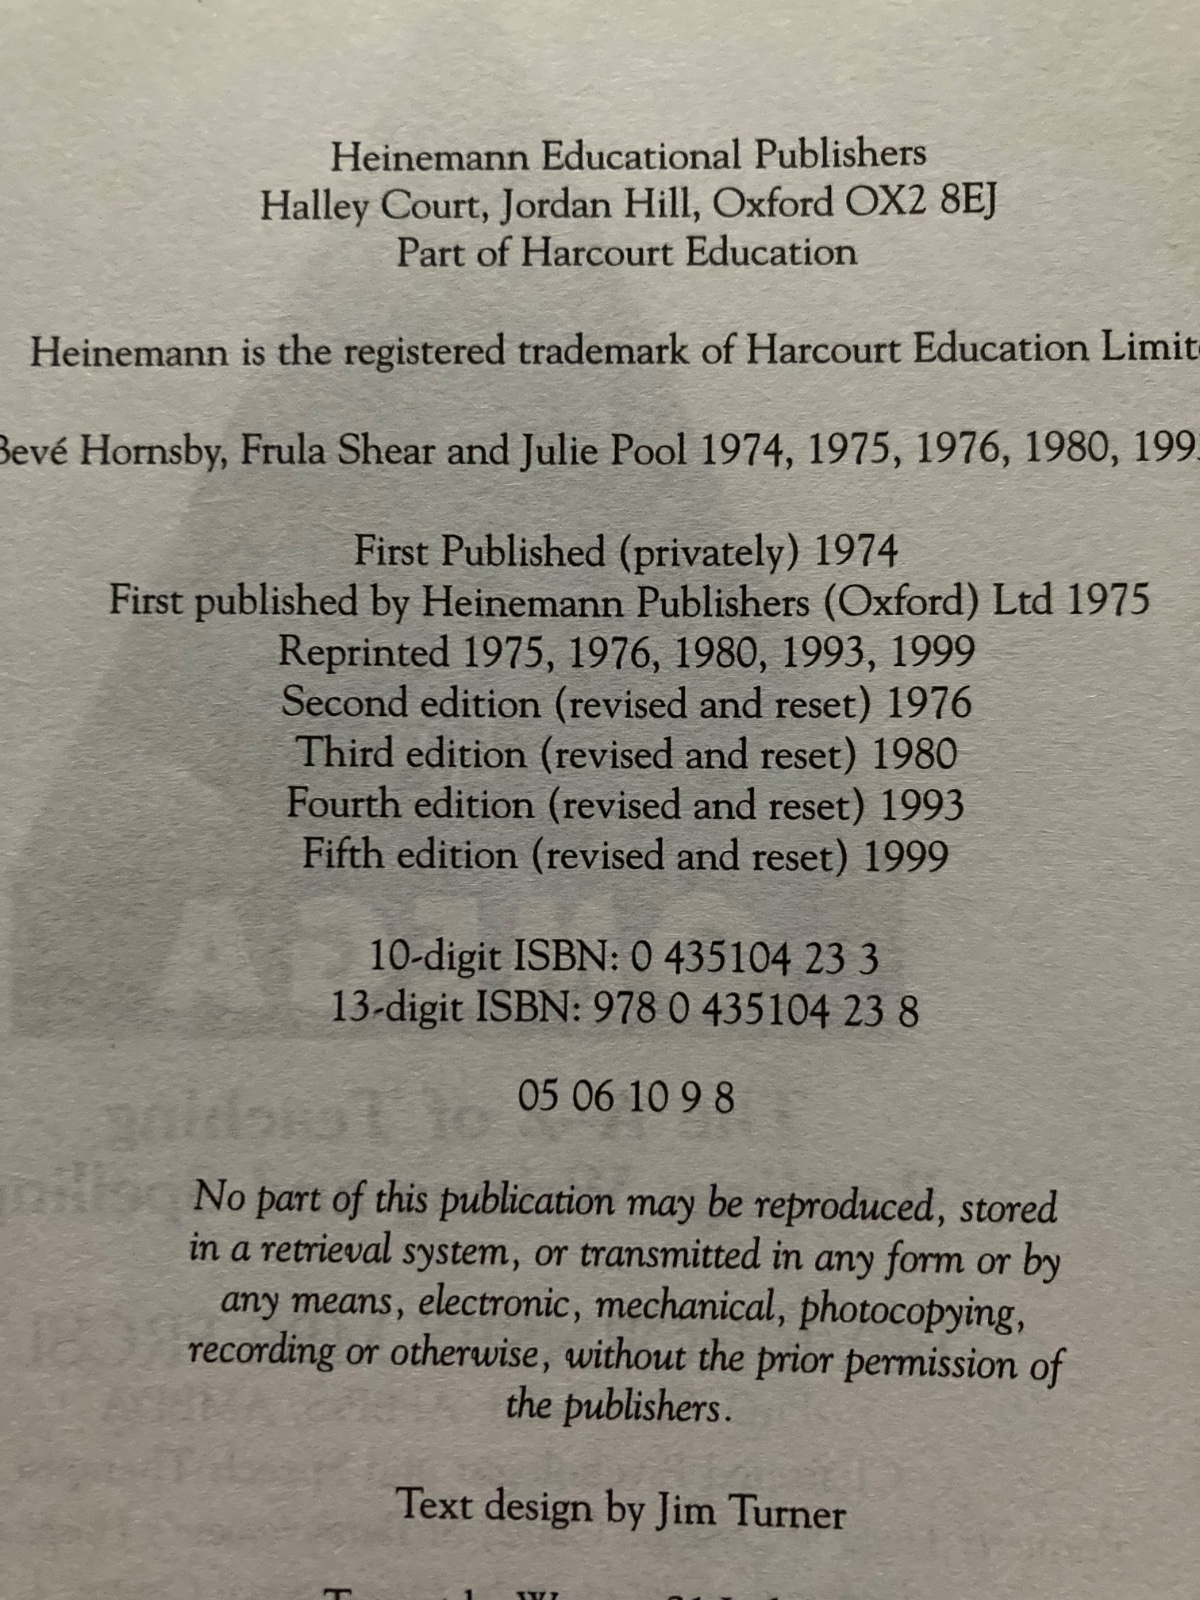 Heinemann Educational Publishers
Halley Court, Jordan Hill, Oxford OX2 8EJ
Part of Harcourt Education
Heinemann is the registered trademark of Harcourt Education Limit
Bevé Hornsby, Frula Shear and Julie Pool 1974, 1975, 1976, 1980, 199
First Published (privately) 1974
First published by Heinemann Publishers (Oxford) Ltd 1975
Reprinted 1975, 1976, 1980, 1993, 1999
Second edition (revised and reset) 1976
Third edition (revised and reset) 1980
Fourth edition (revised and reset) 1993
Fifth edition (revised and reset) 1999
10-digit ISBN: 0 435104 23 3
13-digit ISBN: 978 0 435104 23 8
05 06 10 9 8
No part of this publication may be reproduced, stored
in a retrieval system, or transmitted in any form or by
any means, electronic, mechanical, photocopying,
recording or otherwise, without the prior permission of
the publishers.
Text design by Jim Turner